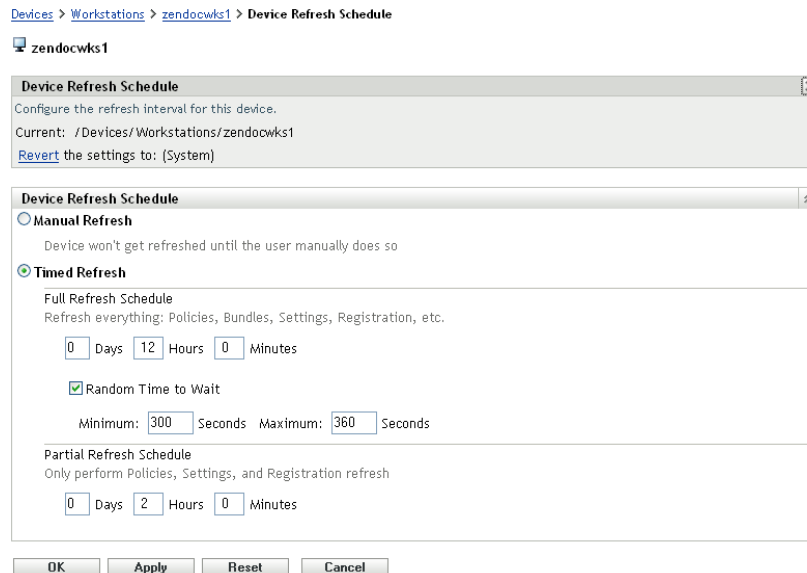 Devices > Workstations > zendocwks1 > Device Refresh Schedule
zendocwks1
Device Refresh Schedule
Configure the refresh interval for this device.
Current: /Devices/Workstations/zendocwks1
Revert the settings to: (System)
Device Refresh Schedule
Manual Refresh
Device won't get refreshed until the user manually does so
Timed Refresh
Full Refresh Schedule
Refresh everything: Policies, Bundles, Settings, Registration, etc.
0 Days 12 Hours 0 Minutes
Random Time to Wait
Minimum: 300 Seconds Maximum: 360 Seconds
Partial Refresh Schedule
Only perform Policies, Settings, and Registration refresh
0 Days 2 Hours 0 Minutes
OK Apply Reset Cancel